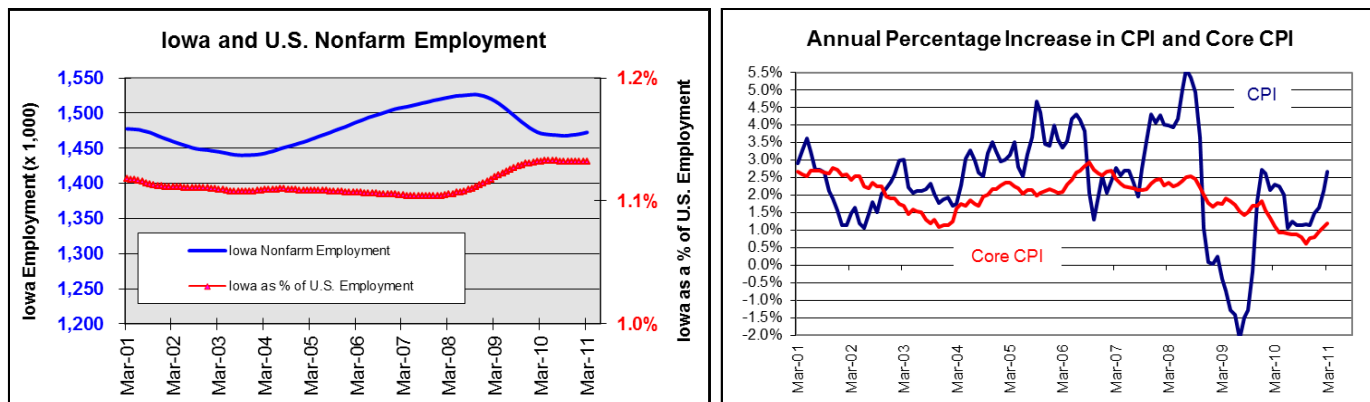 Iowa and U.S. Nonfarm Employment
Iowa Employment (x 1,000)
1,550
1,500
1,450
1,400
1,350
1,300
1,250
1,200
Iowa Nonfarm Employment
Iowa as % of U.S. Employment
1.2%
1.1%
1.0%
Iowa as % of U.S. Employment
Mar-01
Mar-02
Mar-03
Mar-04
Mar-05
Mar-06
Mar-07
Mar-08
Mar-09
Mar-10
Mar-11
Annual Percentage Increase in CPI and Core CPI
5.5%
5.0%
4.5%
4.0%
3.5%
3.0%
2.5%
2.0%
1.5%
1.0%
0.5%
0.0%
-0.5%
-1.0%
-1.5%
-2.0%
CPI
Core CPI
Mar-01
Mar-02
Mar-03
Mar-04
Mar-05
Mar-06
Mar-07
Mar-08
Mar-09
Mar-10
Mar-11